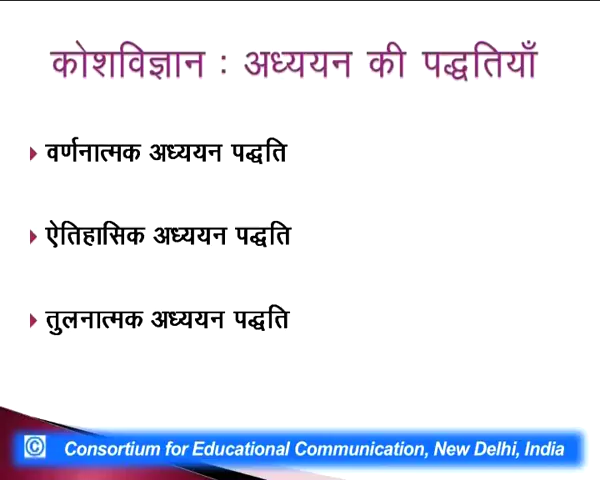 कोशविज्ञान : अध्ययन की पद्धतियाँ
वर्णनात्मक अध्ययन पद्धति
ऐतिहासिक अध्ययन पद्धति
तुलनात्मक अध्ययन पद्धति
© Consortium for Educational Communication, New Delhi, India